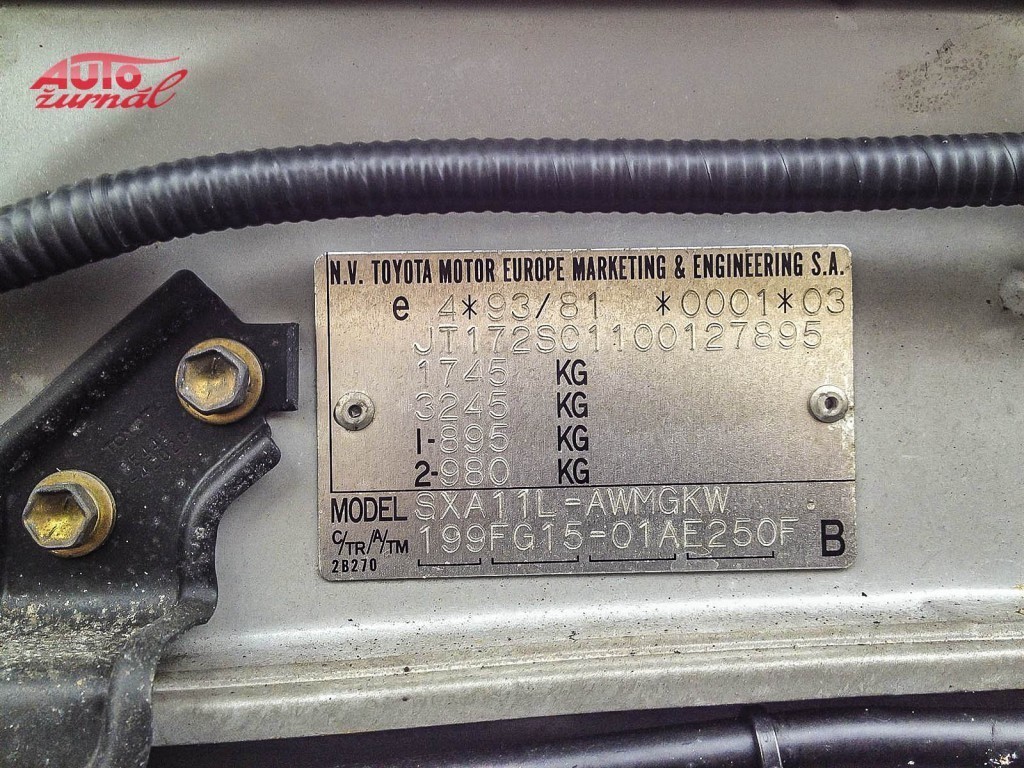 AUTO
žurnál
N.V. TOYOTA MOTOR EUROPE MARKETING & ENGINEERING S.A.
e 4*93/81 *0001*03
JT172SC1100127895
1745 KG
3245 KG
1-895 KG
2-980 KG
MODEL SXA11L-AWMGKW
C/TR/A/TM 199FG15-01AE250F B
2B270